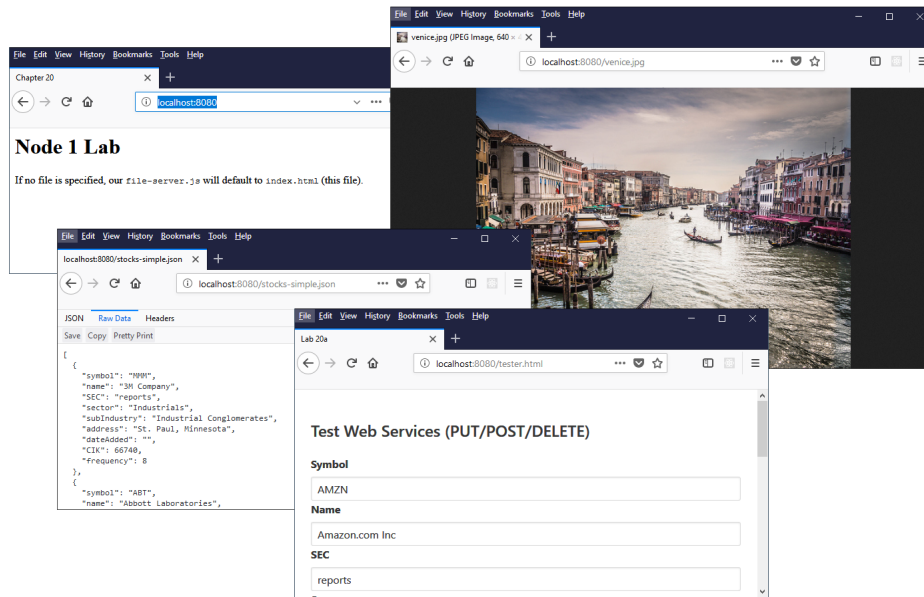 File Edit View History Bookmarks Tools Help
Chapter 20
localhost:8080
Node 1 Lab
If no file is specified, our file-server.js will default to index.html (this file).
File Edit View History Bookmarks Tools Help
venice.jpg (JPEG Image, 640 ×
localhost:8080/venice.jpg
File Edit View History Bookmarks Tools Help
localhost:8080/stocks-simple.json
localhost:8080/stocks-simple.json
JSON Raw Data Headers
Save Copy Pretty Print
[
{
"symbol": "MMM",
"name": "3M Company",
"SEC": "reports",
"sector": "Industrials",
"subIndustry": "Industrial Conglomerates",
"address": "St. Paul, Minnesota",
"dateAdded": "",
"CIK": 66740,
"frequency": 8
},
{
"symbol": "ABT",
"name": "Abbott Laboratories",
File Edit View History Bookmarks Tools Help
Lab 20a
localhost:8080/tester.html
Test Web Services (PUT/POST/DELETE)
Symbol
AMZN
Name
Amazon.com Inc
SEC
reports